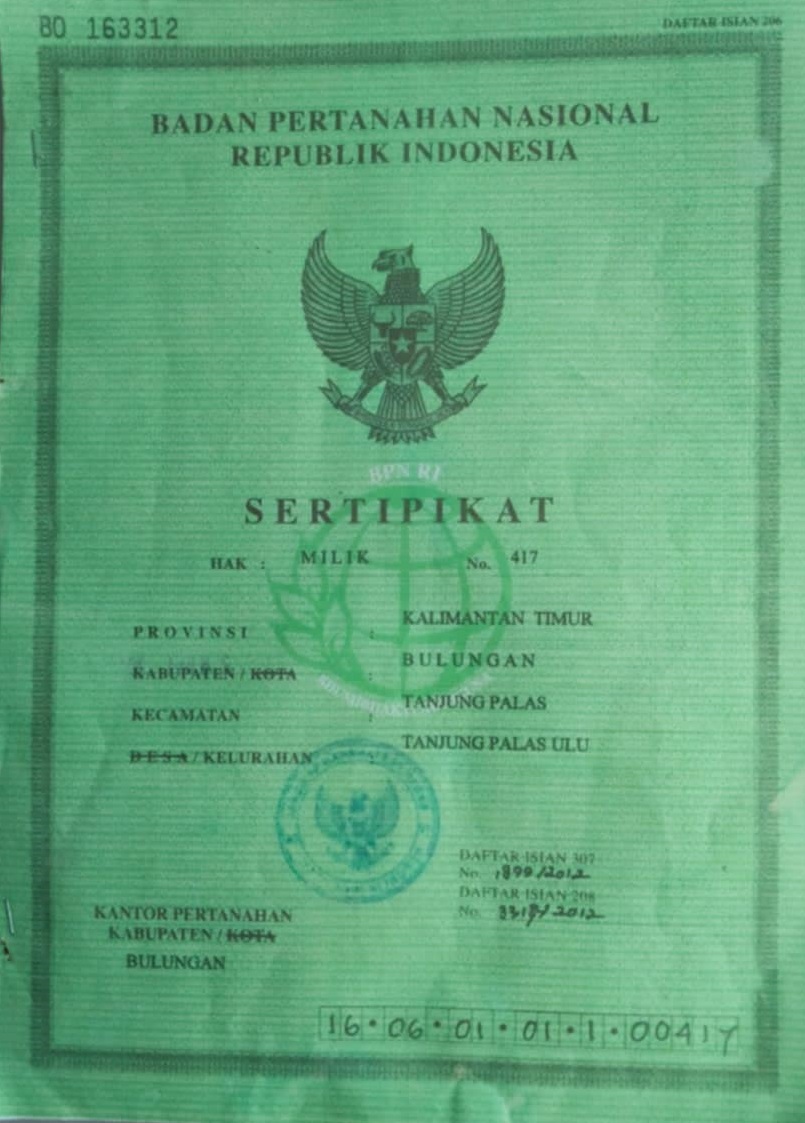 BO 163312
DAFTAR ISIAN 206
BADAN PERTANAHAN NASIONAL
REPUBLIK INDONESIA
BPN RI
SERTIPIKAT
HAK : MILIK No. 417
PROVINSI : KALIMANTAN TIMUR
KABUPATEN / KOTA : BULUNGAN
KECAMATAN : TANJUNG PALAS
DESA / KELURAHAN : TANJUNG PALAS ULU
DAFTAR ISIAN 307
No. 1899/2012
DAFTAR ISIAN 208
No. /2012
KANTOR PERTANAHAN
KABUPATEN / KOTA
BULUNGAN
16.06.01.01.1.00417